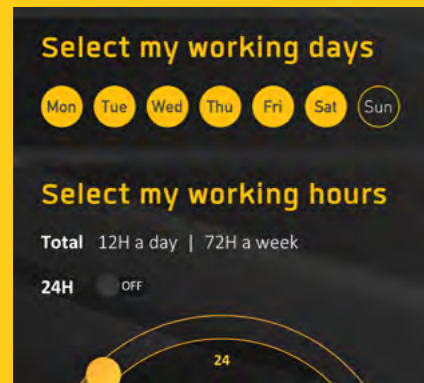 Select my working days
Mon Tue Wed Thu Fri Sat Sun
Select my working hours
Total 12H a day | 72H a week
24H OFF
24